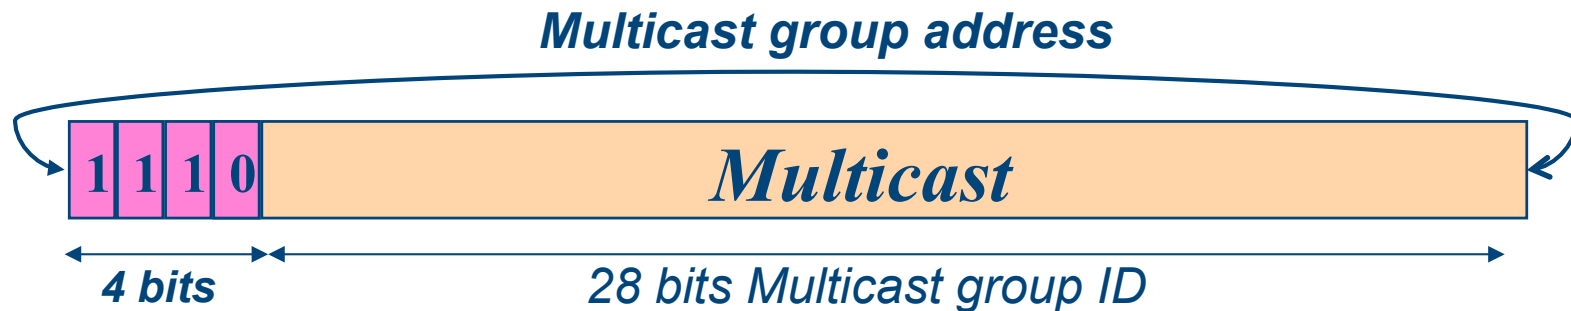 Multicast group address
1 1 1 0 Multicast
4 bits 28 bits Multicast group ID